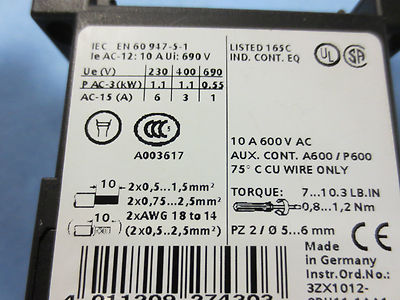 IEC EN 60 947-5-1
Ie AC-12: 10 A Ui: 690 V
Ue (V) 230 400 690
P AC-3 (kW) 1.1 1.1 0.55
AC-15 (A) 6 3 1
CCC
A003617
10 2x0,5...1,5mm²
2x0,75...2,5mm²
10 2xAWG 18 to 14
(2x0,5...2,5mm²)
LISTED 165C
IND. CONT. EQ
UL
SA
10 A 600 V AC
AUX. CONT. A600 / P600
75° C CU WIRE ONLY
TORQUE: 7...10.3 LB.IN
0,8...1,2 Nm
PZ 2 / Ø 5...6 mm
Made
in Germany
Instr.Ord.No.:
3ZX1012-